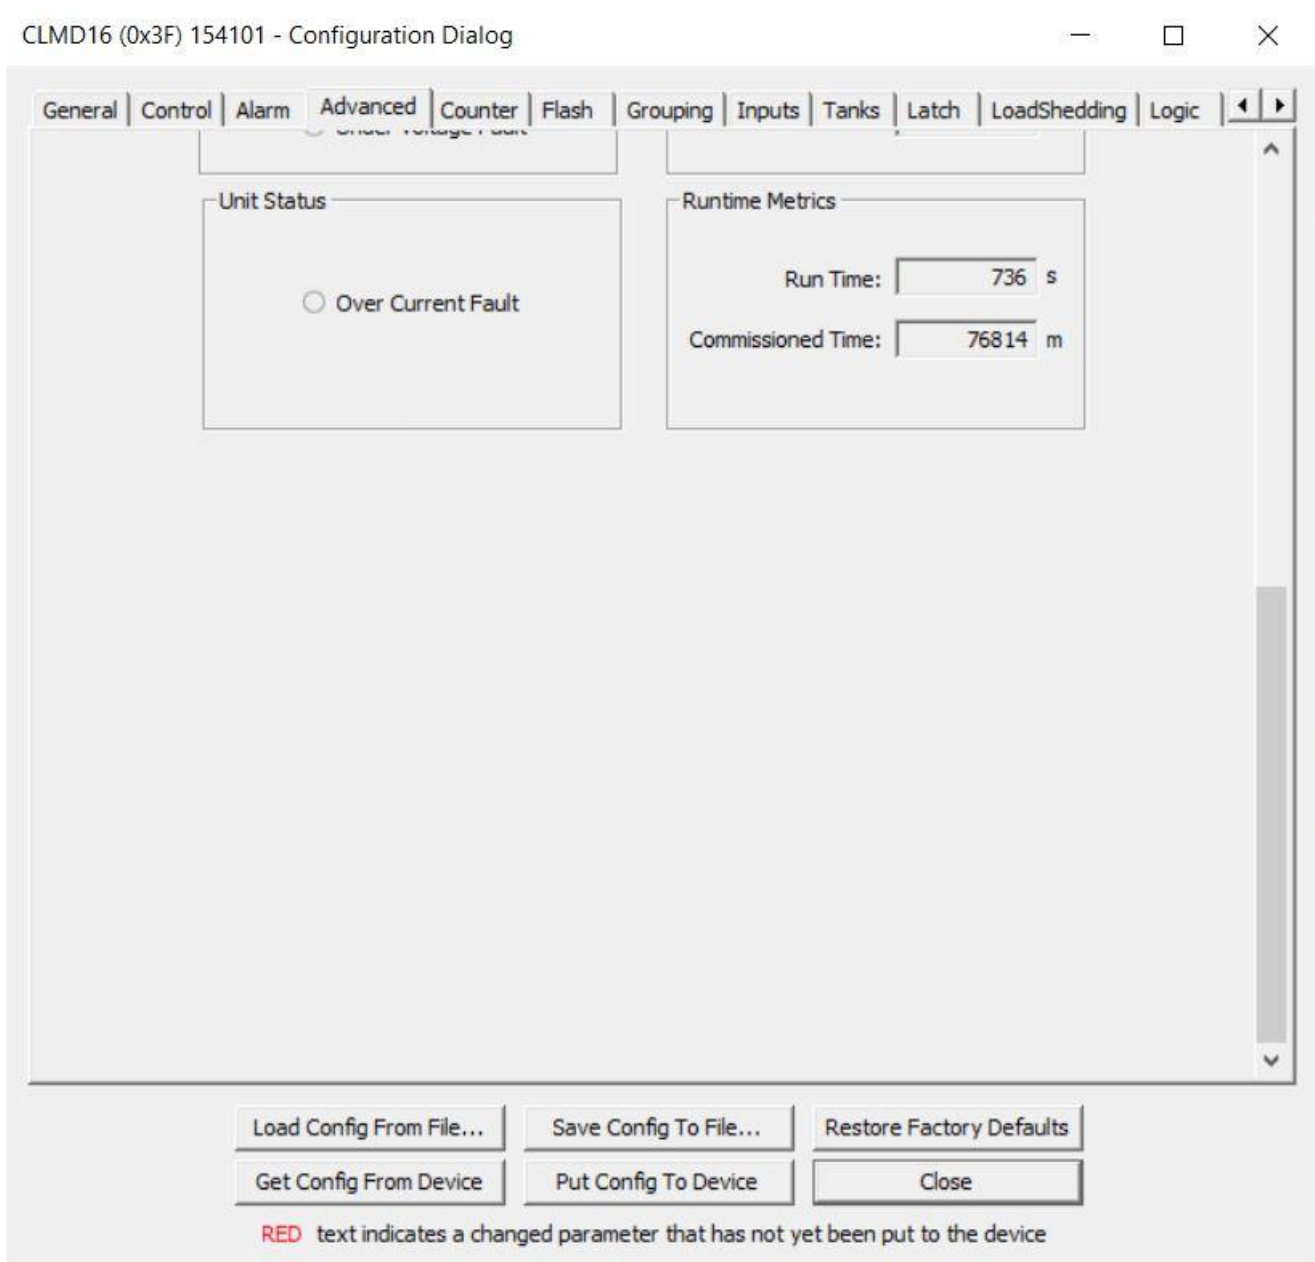 CLMD16 (0x3F) 154101 - Configuration Dialog
General Control Alarm Advanced Counter Flash Grouping Inputs Tanks Latch LoadShedding Logic
Under Voltage Fault
Unit Status
Over Current Fault
Runtime Metrics
Run Time: 736 s
Commissioned Time: 76814 m
Load Config From File... Save Config To File... Restore Factory Defaults
Get Config From Device Put Config To Device Close
RED text indicates a changed parameter that has not yet been put to the device